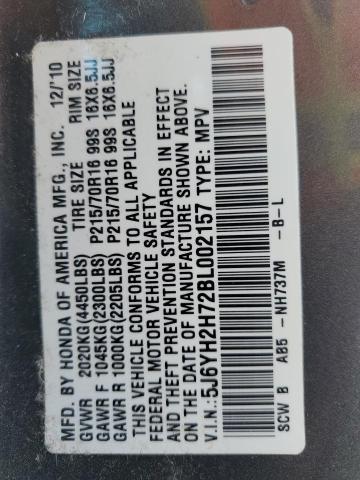 MFD. BY HONDA OF AMERICA MFG., INC. 12/'10
TIRE SIZE RIM SIZE
GVWR 2020KG(4450LBS)
GAWR F 1045KG(2300LBS) P215/70R16 99S 16X6.5JJ
GAWR R 1000KG(2205LBS) P215/70R16 99S 16X6.5JJ
THIS VEHICLE CONFORMS TO ALL APPLICABLE
FEDERAL MOTOR VEHICLE SAFETY
AND THEFT PREVENTION STANDARDS IN EFFECT
ON THE DATE OF MANUFACTURE SHOWN ABOVE.
V.I.N.:5J6YH2H72BL002157 TYPE: MPV
SCW B A85 -NH737M -B-L